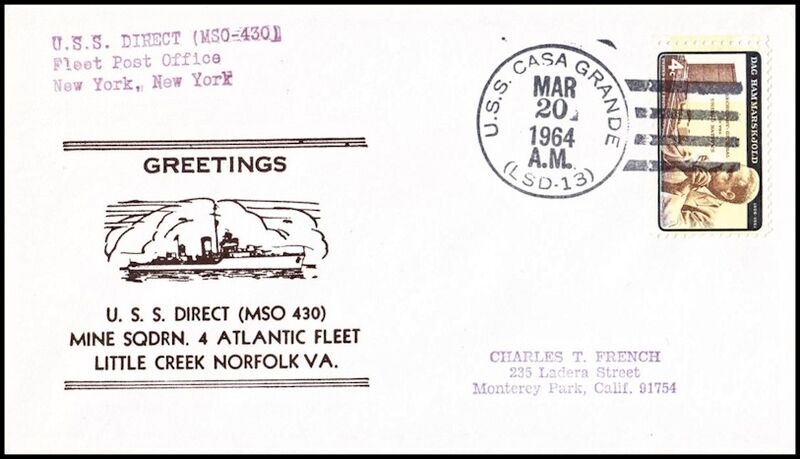 U.S.S. DIRECT (MSO-430)
Fleet Post Office
New York, New York
U.S.S. CASA GRANDE
MAR
20
1964
A.M.
(LSD-13)
4c
DAG HAMMARSKJOLD
GREETINGS
U. S. S. DIRECT (MSO 430)
MINE SQDRN. 4 ATLANTIC FLEET
LITTLE CREEK NORFOLK VA.
CHARLES T. FRENCH
235 Ladera Street
Monterey Park, Calif. 91754